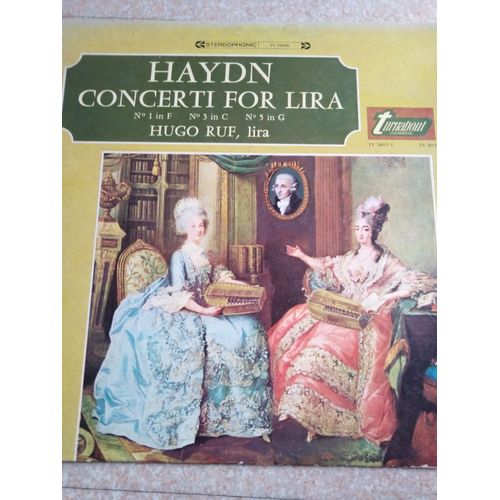 STEREOPHONIC
HAYDN
CONCERTI FOR LIRA
Nº 1 in F Nº 3 in C Nº 5 in G
HUGO RUF, lira
turnabout